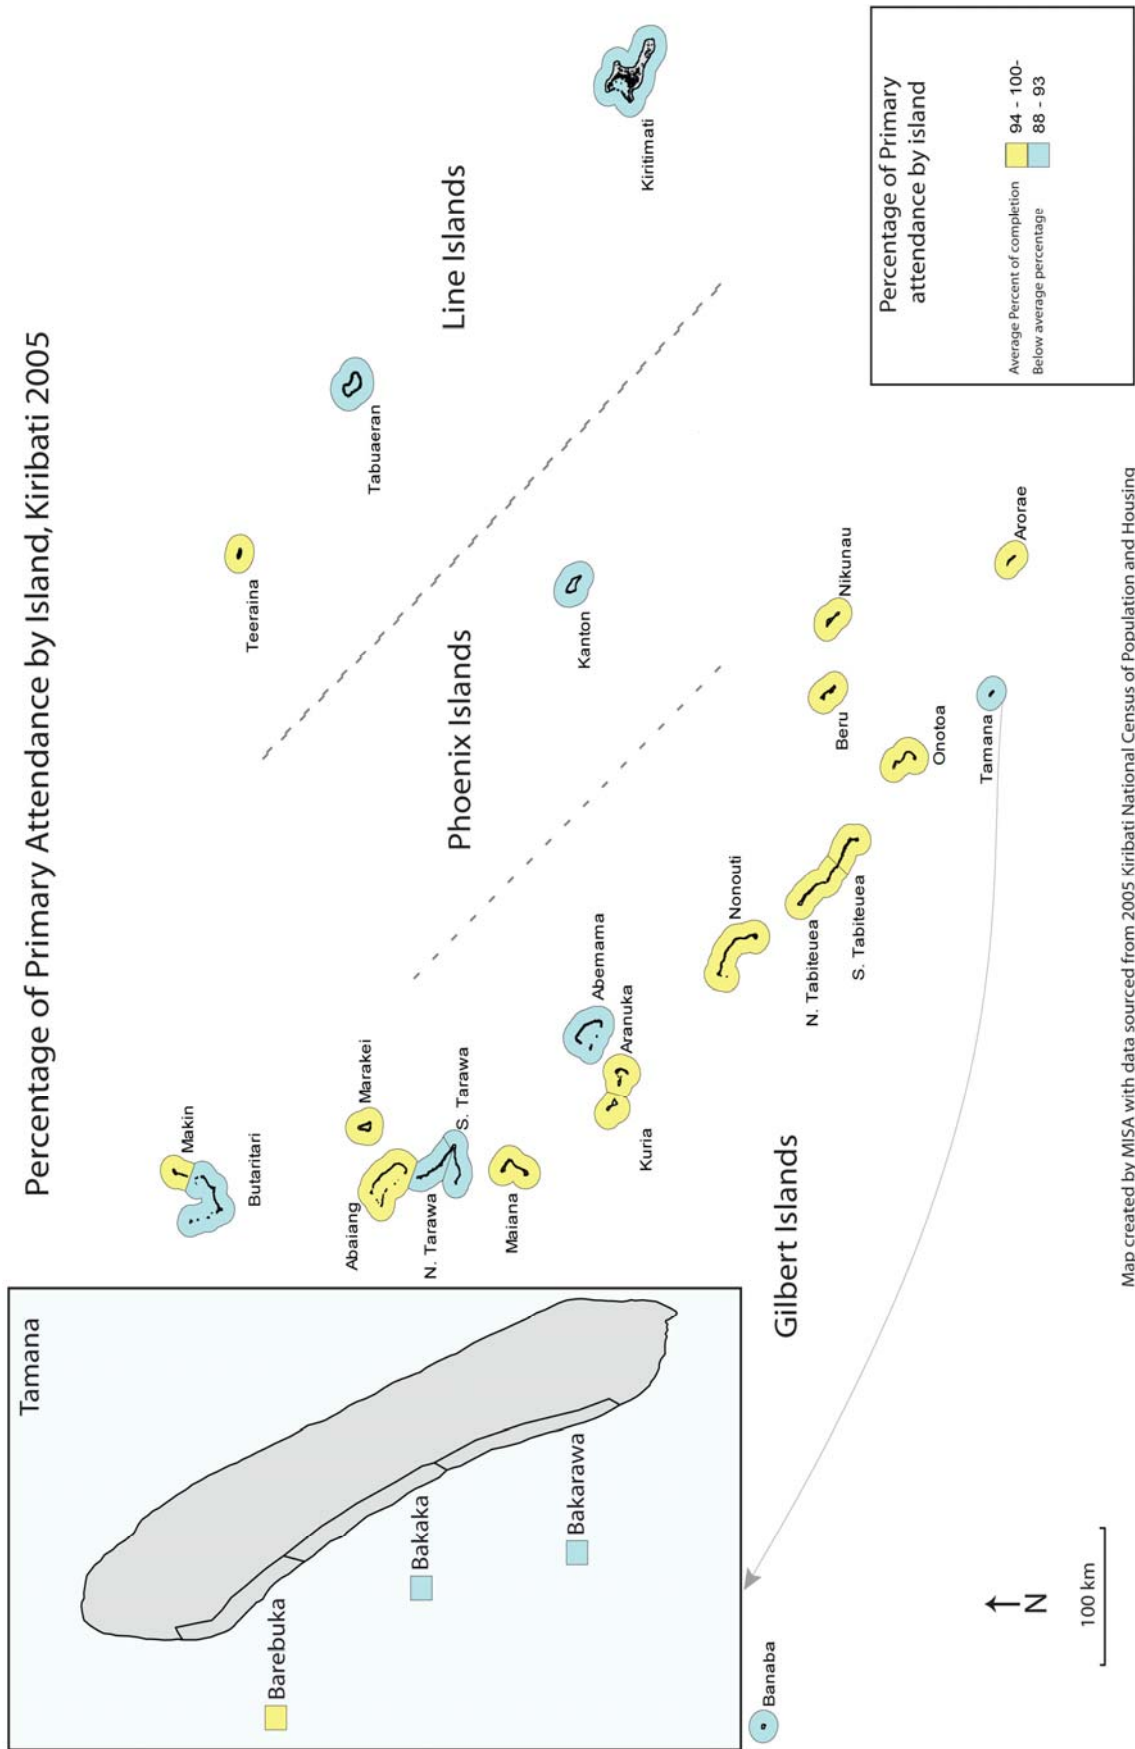 Percentage of Primary Attendance by Island, Kiribati 2005
Tamana
Barebuka
Bakaka
Bakarawa
Makin
Butaritari
Marakei
Abaiang
N. Tarawa
S. Tarawa
Maiana
Abemama
Aranuka
Kuria
Nonouti
N. Tabiteuea
S. Tabiteuea
Beru
Nikunau
Onotoa
Tamana
Arorae
Banaba
Gilbert Islands
Phoenix Islands
Kanton
Line Islands
Teeraina
Tabuaeran
Kiritimati
N
100 km
Percentage of Primary
attendance by island
Average Percent of completion 94 - 100-
Below average percentage 88 - 93
Map created by MISA with data sourced from 2005 Kiribati National Census of Population and Housing